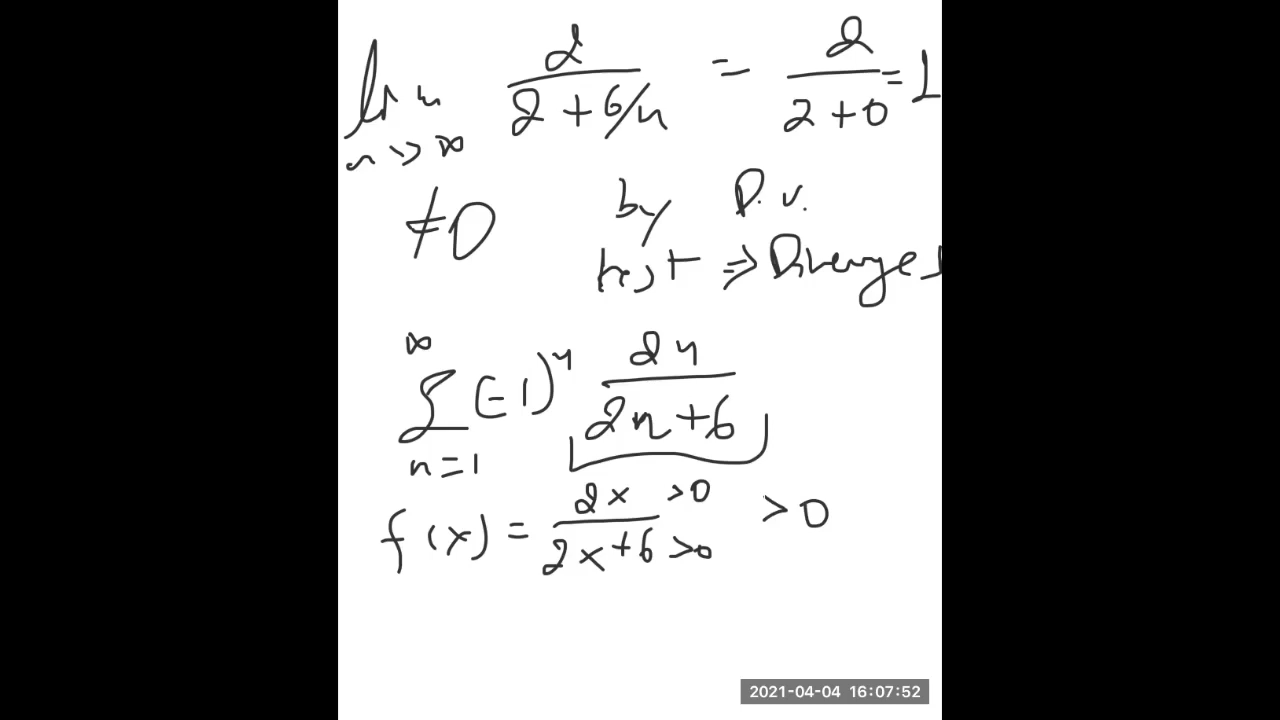 lim n→∞ 2/(2 + 6/n) = 2/(2+0) = 1
≠ 0 by D.V.
test ⇒ Diverges
∞ ∑ n=1 (-1)^n 2n/(2n+6)
f(x) = 2x >0 / 2x+6 >0 > 0
2021-04-04 16:07:52